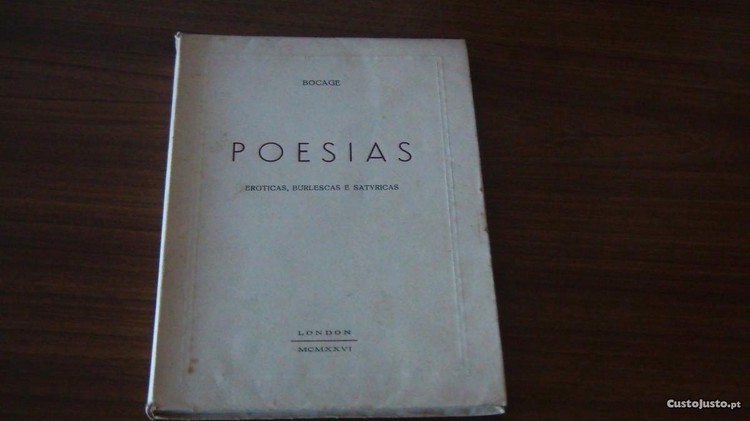 BOCAGE
POESIAS
EROTICAS, BURLESCAS E SATYRICAS
LONDON
MCMXXVI
CustoJusto.pt